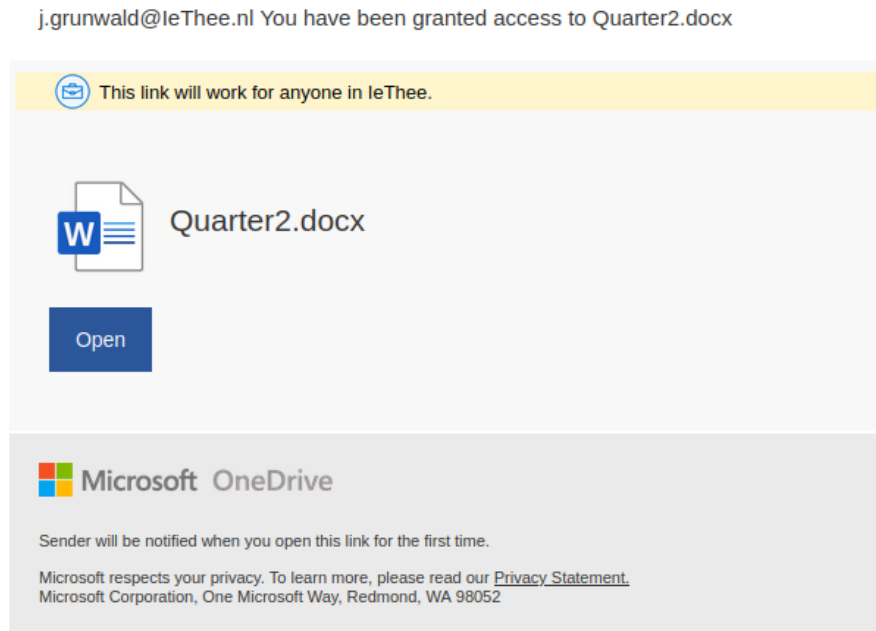 j.grunwald@IeThee.nl You have been granted access to Quarter2.docx
This link will work for anyone in IeThee.
W
Quarter2.docx
Open
Microsoft OneDrive
Sender will be notified when you open this link for the first time.
Microsoft respects your privacy. To learn more, please read our Privacy Statement.
Microsoft Corporation, One Microsoft Way, Redmond, WA 98052